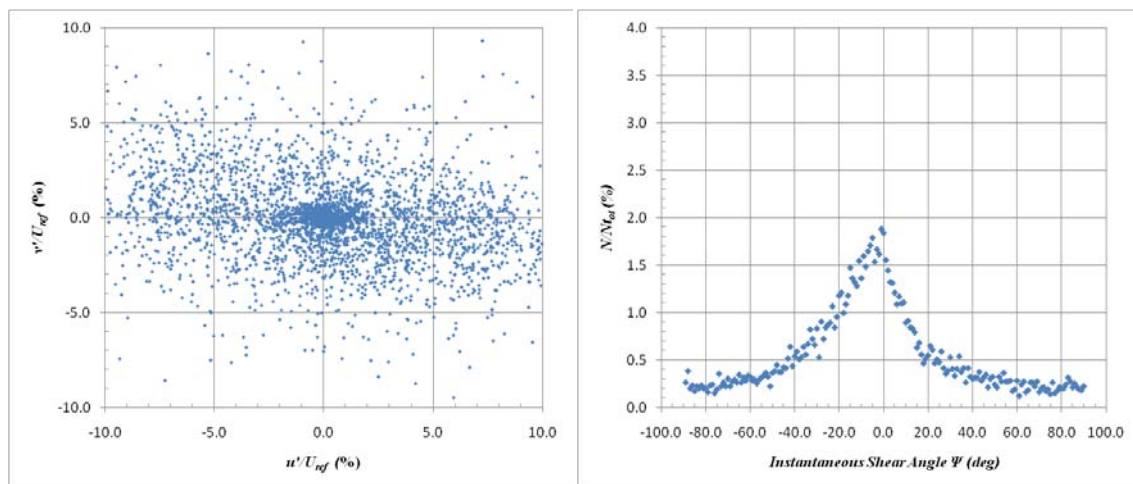 10.0
5.0
0.0
-5.0
-10.0
-10.0 -5.0 0.0 5.0 10.0
v'/U_ref (%)
u'/U_ref (%)
4.0
3.5
3.0
2.5
2.0
1.5
1.0
0.5
0.0
-100.0 -80.0 -60.0 -40.0 -20.0 0.0 20.0 40.0 60.0 80.0 100.0
N/Nt_ot (%)
Instantaneous Shear Angle Ψ (deg)